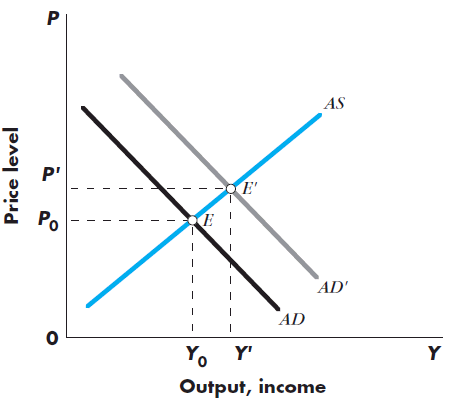 P
AS
P'
E'
Price level
P₀
E
AD'
AD
0
Y₀ Y' Y
Output, income